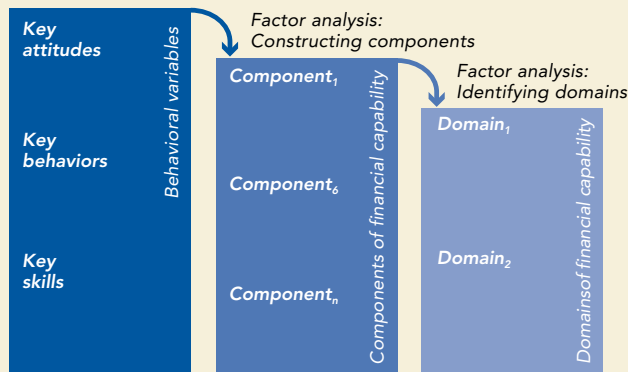 Key
attitudes
Key
behaviors
Key
skills
Behavioral variables
Factor analysis:
Constructing components
Component₁
Component₆
Componentₙ
Components of financial capability
Factor analysis:
Identifying domains
Domain₁
Domain₂
Domainsof financial capability